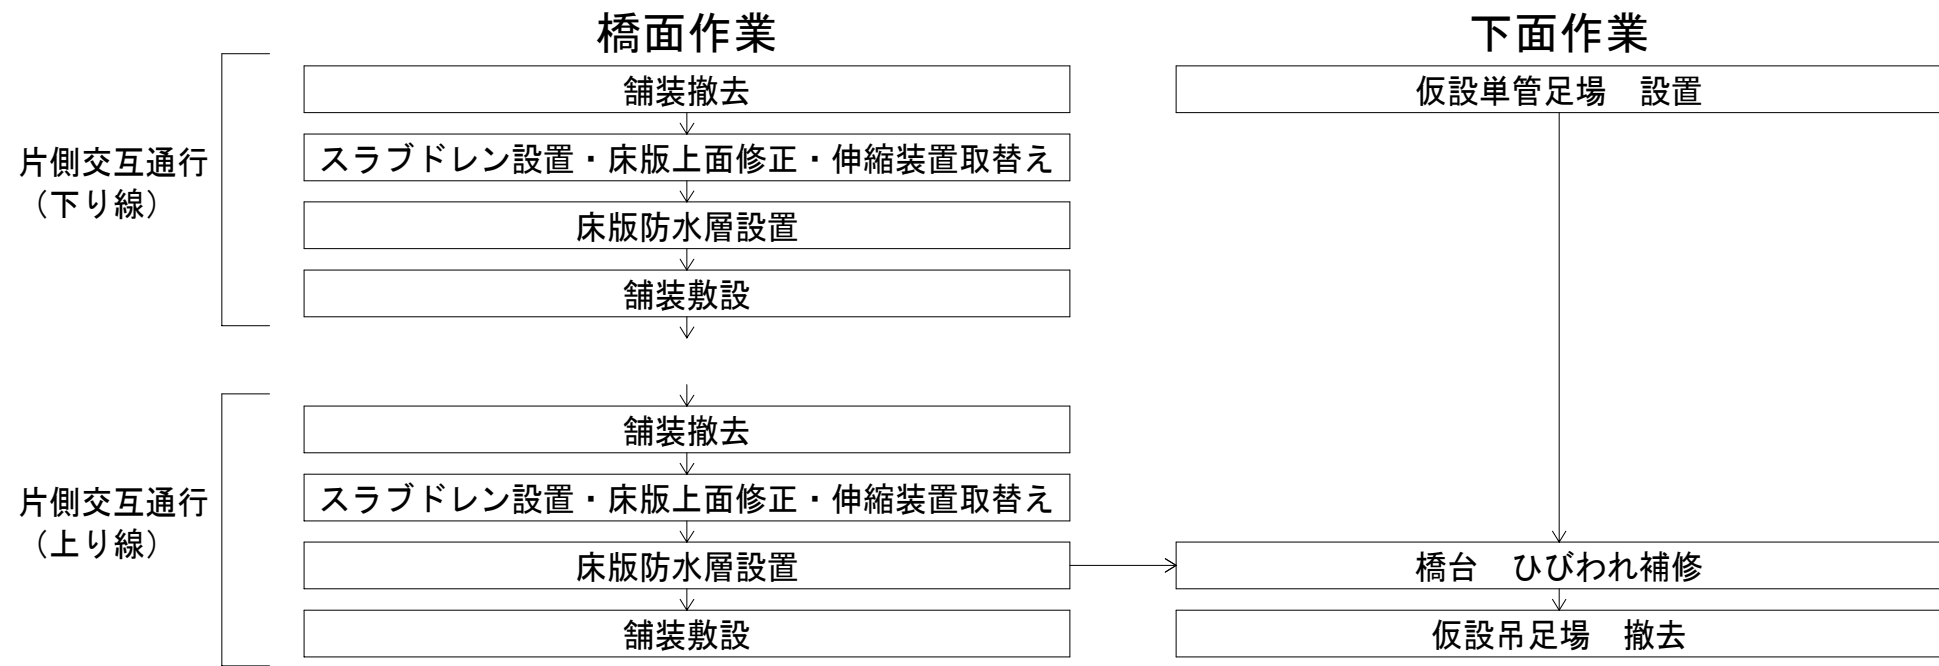 橋面作業
下面作業
舗装撤去
仮設単管足場　設置
スラブドレン設置・床版上面修正・伸縮装置取替え
片側交互通行
（下り線）
床版防水層設置
舗装敷設
舗装撤去
スラブドレン設置・床版上面修正・伸縮装置取替え
片側交互通行
（上り線）
床版防水層設置
橋台　ひびわれ補修
舗装敷設
仮設吊足場　撤去